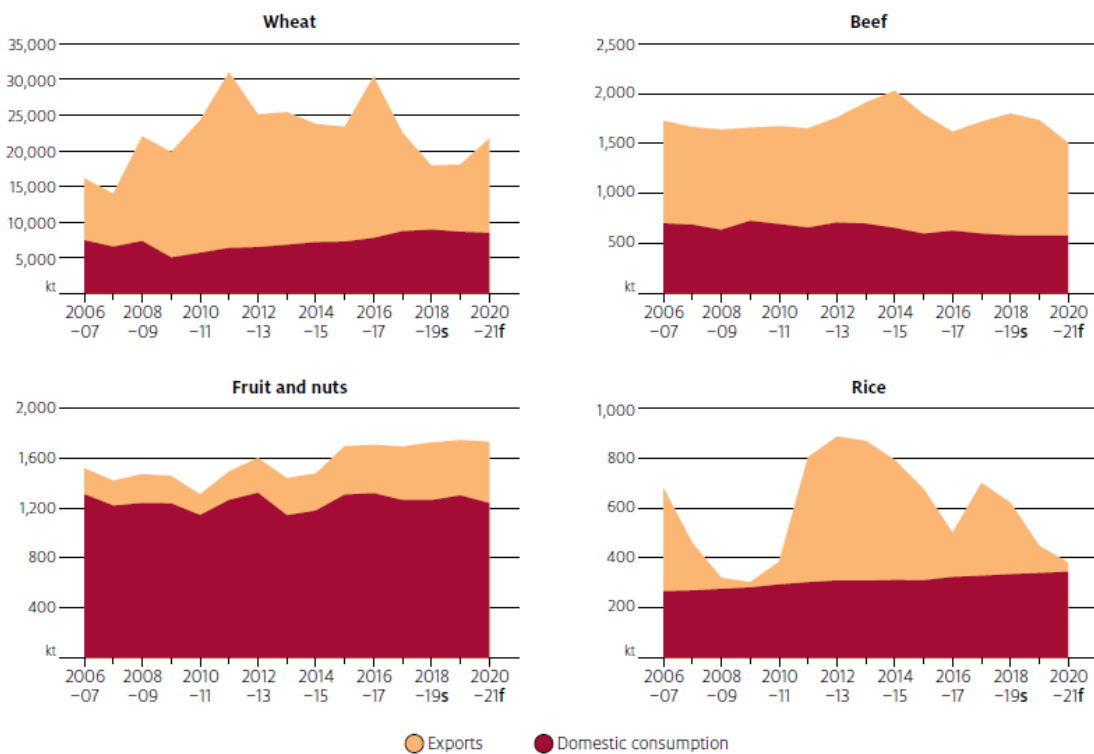 Wheat
35,000
30,000
25,000
20,000
15,000
10,000
5,000
kt
2006 2008 2010 2012 2014 2016 2018 2020
–07 –09 –11 –13 –15 –17 –19s –21f
Beef
2,500
2,000
1,500
1,000
500
kt
2006 2008 2010 2012 2014 2016 2018 2020
–07 –09 –11 –13 –15 –17 –19s –21f
Fruit and nuts
2,000
1,600
1,200
800
400
kt
2006 2008 2010 2012 2014 2016 2018 2020
–07 –09 –11 –13 –15 –17 –19s –21f
Rice
1,000
800
600
400
200
kt
2006 2008 2010 2012 2014 2016 2018 2020
–07 –09 –11 –13 –15 –17 –19s –21f
Exports Domestic consumption